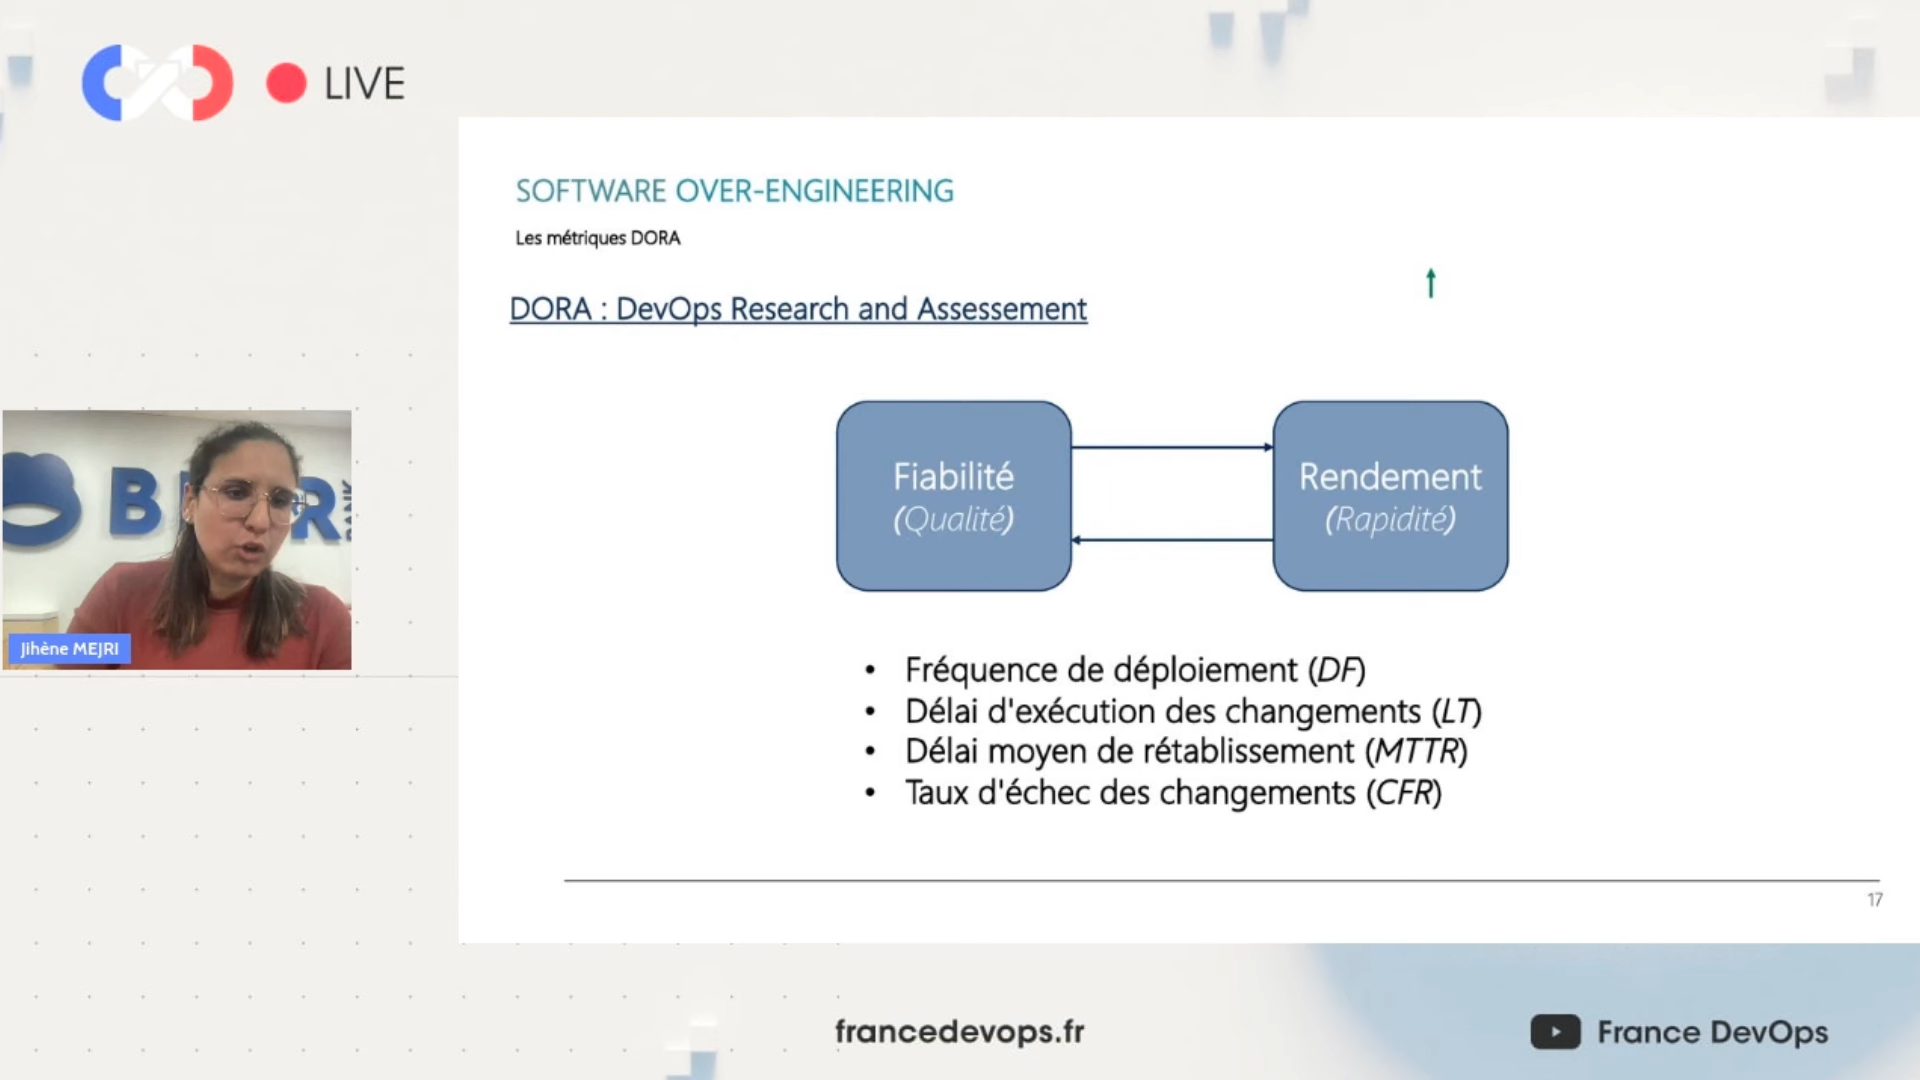 LIVE
SOFTWARE OVER-ENGINEERING
Les métriques DORA
DORA : DevOps Research and Assessement
Fiabilité
(Qualité)
Rendement
(Rapidité)
• Fréquence de déploiement (DF)
• Délai d'exécution des changements (LT)
• Délai moyen de rétablissement (MTTR)
• Taux d'échec des changements (CFR)
17
Jihène MEJRI
francedevops.fr
France DevOps